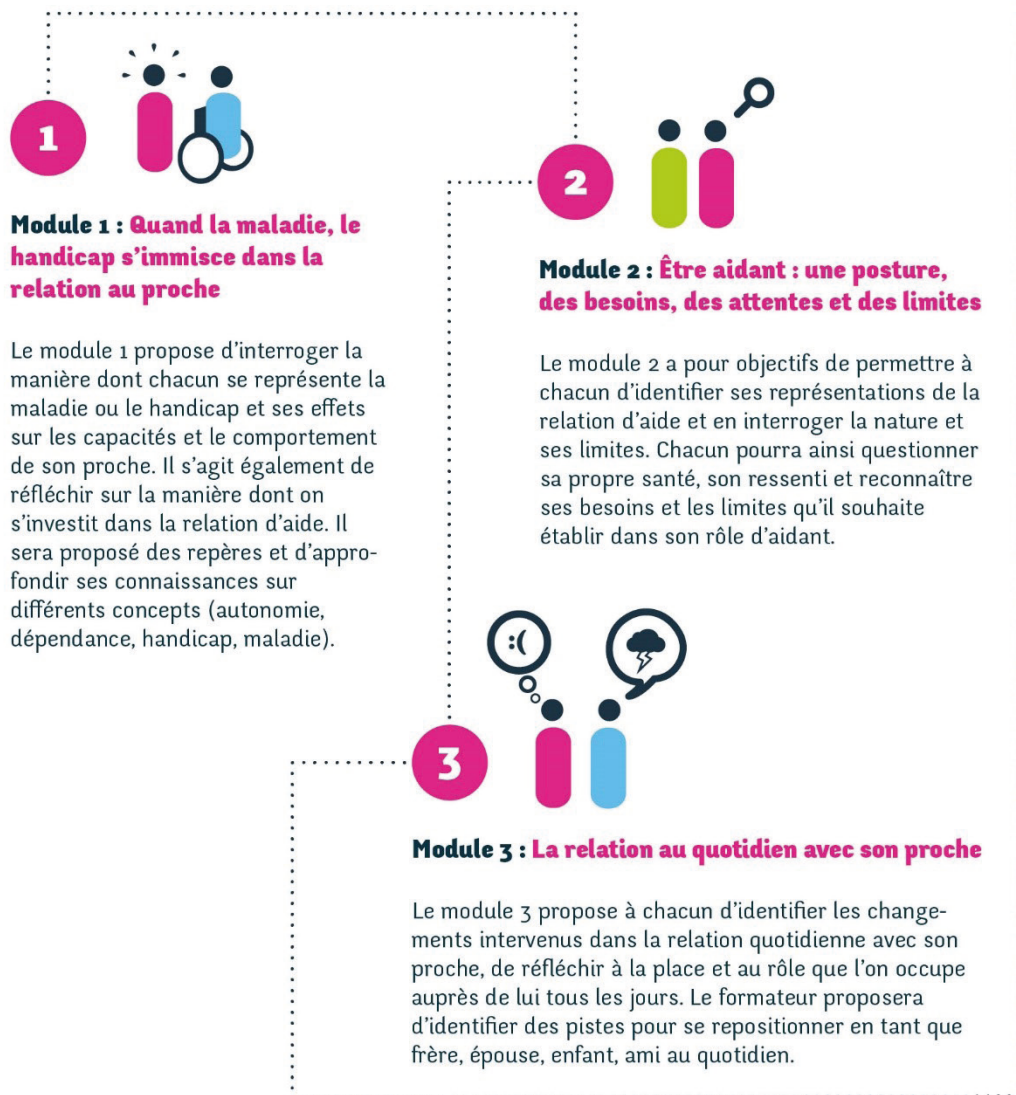 1
Module 1 : Quand la maladie, le
handicap s’immisce dans la
relation au proche
Le module 1 propose d’interroger la
manière dont chacun se représente la
maladie ou le handicap et ses effets
sur les capacités et le comportement
de son proche. Il s’agit également de
réfléchir sur la manière dont on
s’investit dans la relation d’aide. Il
sera proposé des repères et d’appro-
fondir ses connaissances sur
différents concepts (autonomie,
dépendance, handicap, maladie).
2
Module 2 : Être aidant : une posture,
des besoins, des attentes et des limites
Le module 2 a pour objectifs de permettre à
chacun d’identifier ses représentations de la
relation d’aide et en interroger la nature et
ses limites. Chacun pourra ainsi questionner
sa propre santé, son ressenti et reconnaître
ses besoins et les limites qu’il souhaite
établir dans son rôle d’aidant.
:(
3
Module 3 : La relation au quotidien avec son proche
Le module 3 propose à chacun d’identifier les change-
ments intervenus dans la relation quotidienne avec son
proche, de réfléchir à la place et au rôle que l’on occupe
auprès de lui tous les jours. Le formateur proposera
d’identifier des pistes pour se repositionner en tant que
frère, épouse, enfant, ami au quotidien.